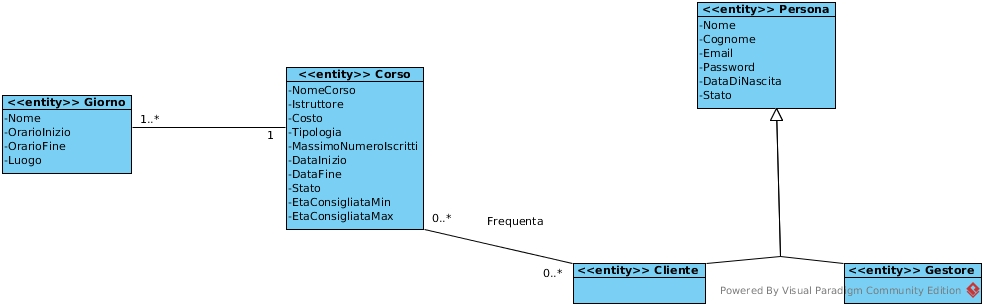 <<entity>> Persona
-Nome
-Cognome
-Email
-Password
-DataDiNascita
-Stato
<<entity>> Corso
-NomeCorso
-Istruttore
-Costo
-Tipologia
-MassimoNumeroIscritti
-DataInizio
-DataFine
-Stato
-EtaConsigliataMin
-EtaConsigliataMax
<<entity>> Giorno
-Nome
-OrarioInizio
-OrarioFine
-Luogo
1..*
1
0..*
Frequenta
0..*
<<entity>> Cliente
<<entity>> Gestore
Powered By Visual Paradigm Community Edition